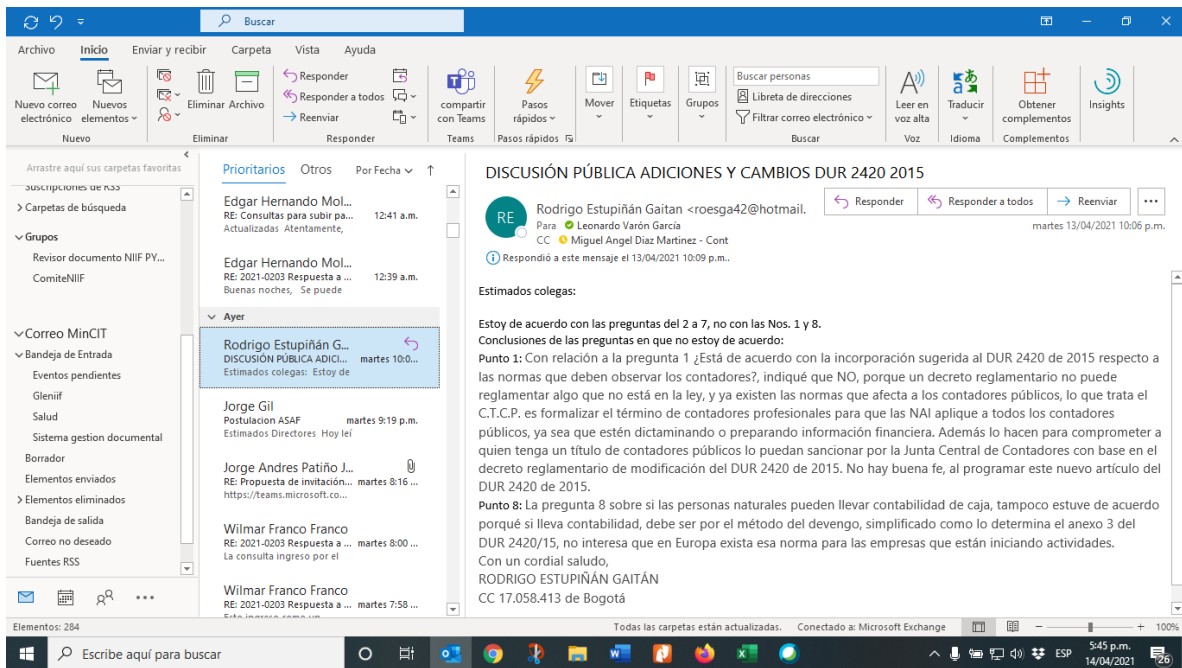 Buscar
Archivo Inicio Enviar y recibir Carpeta Vista Ayuda
Nuevo correo electrónico
Nuevos elementos
Nuevo
Eliminar Archivo
Eliminar
Responder
Responder a todos
Reenviar
Responder
compartir con Teams
Teams
Pasos rápidos
Pasos rápidos
Mover
Etiquetas
Grupos
Buscar personas
Libreta de direcciones
Filtrar correo electrónico
Buscar
Leer en voz alta
Voz
Traducir
Idioma
Obtener complementos
Complementos
Insights
Arrastre aquí sus carpetas favoritas
Suscripciones de RSS
Carpetas de búsqueda
Grupos
Revisor documento NIIF PY...
ComiteNIIF
Correo MinCIT
Bandeja de Entrada
Eventos pendientes
Gleniif
Salud
Sistema gestion documental
Borrador
Elementos enviados
Elementos eliminados
Bandeja de salida
Correo no deseado
Fuentes RSS
Prioritarios Otros Por Fecha
Edgar Hernando Mol...
RE: Consultas para subir pa... 12:41 a.m.
Actualizadas Atentamente,
Edgar Hernando Mol...
RE: 2021-0203 Respuesta a ... 12:39 a.m.
Buenas noches, Se puede
Ayer
Rodrigo Estupiñán G...
DISCUSIÓN PÚBLICA ADICI... martes 10:0...
Estimados colegas: Estoy de
Jorge Gil
Postulacion ASAF martes 9:19 p.m.
Estimados Directores Hoy leí
Jorge Andres Patiño J...
RE: Propuesta de invitación... martes 8:16 ...
https://teams.microsoft.co...
Wilmar Franco Franco
RE: 2021-0203 Respuesta a ... martes 8:00 ...
La consulta ingreso por el
Wilmar Franco Franco
RE: 2021-0203 Respuesta a ... martes 7:58 ...
DISCUSIÓN PÚBLICA ADICIONES Y CAMBIOS DUR 2420 2015
RE
Rodrigo Estupiñán Gaitan <roesga42@hotmail.
Para Leonardo Varón García
CC Miguel Angel Diaz Martinez - Cont
Responder Responder a todos Reenviar
martes 13/04/2021 10:06 p.m.
Respondió a este mensaje el 13/04/2021 10:09 p.m..
Estimados colegas:
Estoy de acuerdo con las preguntas del 2 a 7, no con las Nos. 1 y 8.
Conclusiones de las preguntas en que no estoy de acuerdo:
Punto 1: Con relación a la pregunta 1 ¿Está de acuerdo con la incorporación sugerida al DUR 2420 de 2015 respecto a
las normas que deben observar los contadores?, indiqué que NO, porque un decreto reglamentario no puede
reglamentar algo que no está en la ley, y ya existen las normas que afecta a los contadores públicos, lo que trata el
C.T.C.P. es formalizar el término de contadores profesionales para que las NAI aplique a todos los contadores
públicos, ya sea que estén dictaminando o preparando información financiera. Además lo hacen para comprometer a
quien tenga un título de contadores públicos lo puedan sancionar por la Junta Central de Contadores con base en el
decreto reglamentario de modificación del DUR 2420 de 2015. No hay buena fe, al programar este nuevo artículo del
DUR 2420 de 2015.
Punto 8: La pregunta 8 sobre si las personas naturales pueden llevar contabilidad de caja, tampoco estuve de acuerdo
porqué si lleva contabilidad, debe ser por el método del devengo, simplificado como lo determina el anexo 3 del
DUR 2420/15, no interesa que en Europa exista esa norma para las empresas que están iniciando actividades.
Con un cordial saludo,
RODRIGO ESTUPIÑÁN GAITÁN
CC 17.058.413 de Bogotá
Elementos: 284
Todas las carpetas están actualizadas. Conectado a: Microsoft Exchange
100%
Escribe aquí para buscar
ESP
5:45 p.m.
14/04/2021
26